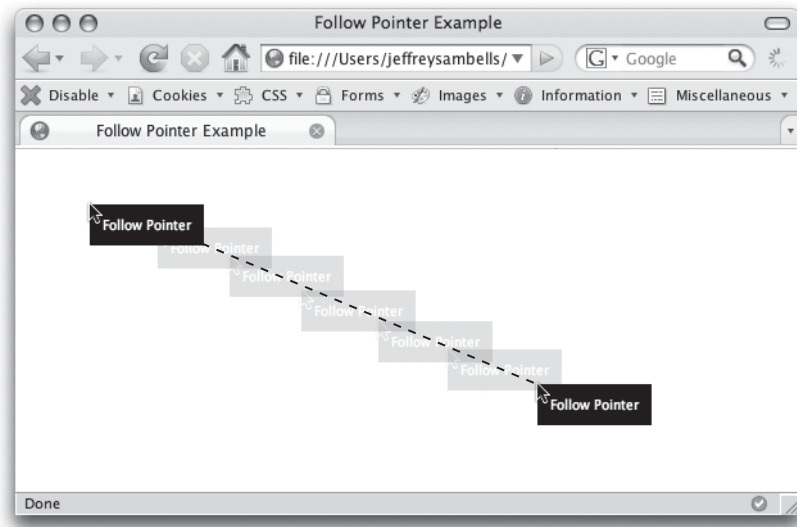 Follow Pointer Example
file:///Users/jeffreysambells/
G Google
Disable Cookies CSS Forms Images Information Miscellaneous
Follow Pointer Example
Follow Pointer
Follow Pointer
Follow Pointer
Follow Pointer
Follow Pointer
Follow Pointer
Follow Pointer
Done